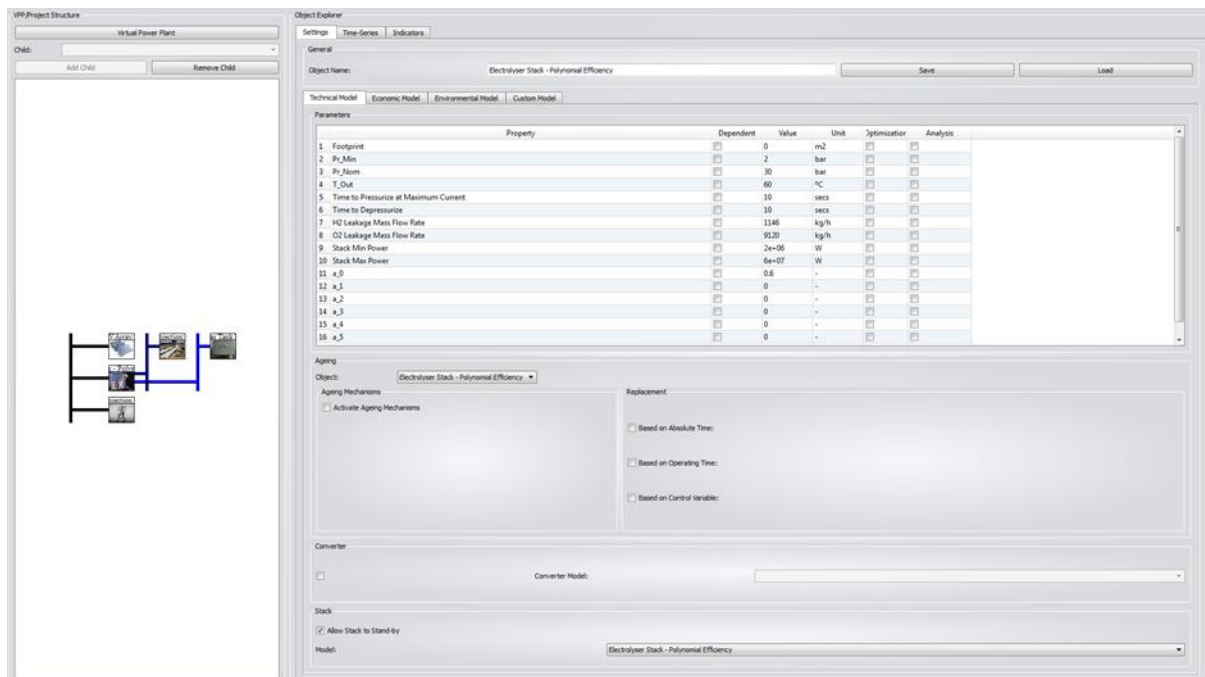 VPP/Project Structure
Virtual Power Plant
Child:
Add Child Remove Child
Object Explorer
Settings Time-Series Indicators
General
Object Name: Electrolyser Stack - Polynomial Efficiency Save Load
Technical Model Economic Model Environmental Model Custom Model
Parameters
Property Dependent Value Unit Optimization Analysis
1 Footprint 0 m2
2 Pr_Min 2 bar
3 Pr_Nom 30 bar
4 T_Out 60 ºC
5 Time to Pressurize at Maximum Current 10 secs
6 Time to Depressurize 10 secs
7 H2 Leakage Mass Flow Rate 1146 kg/h
8 O2 Leakage Mass Flow Rate 9120 kg/h
9 Stack Min Power 2e+06 W
10 Stack Max Power 6e+07 W
11 a_0 0.6 -
12 a_1 0 -
13 a_2 0 -
14 a_3 0 -
15 a_4 0 -
16 a_5 0 -
Ageing
Object: Electrolyser Stack - Polynomial Efficiency
Ageing Mechanisms
Activate Ageing Mechanisms
Replacement
Based on Absolute Time:
Based on Operating Time:
Based on Control Variable:
Converter
Converter Model:
Stack
Allow Stack to Stand-by
Model: Electrolyser Stack - Polynomial Efficiency